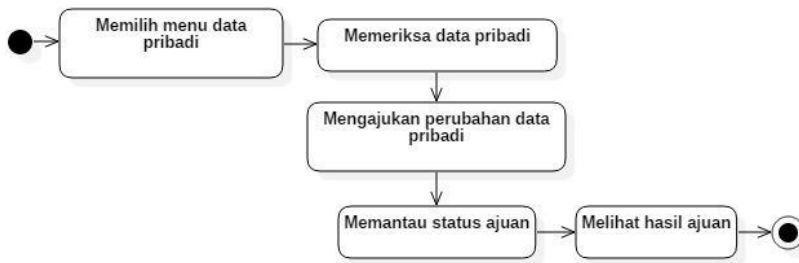 Memilih menu data
pribadi
Memeriksa data pribadi
Mengajukan perubahan data
pribadi
Memantau status ajuan
Melihat hasil ajuan